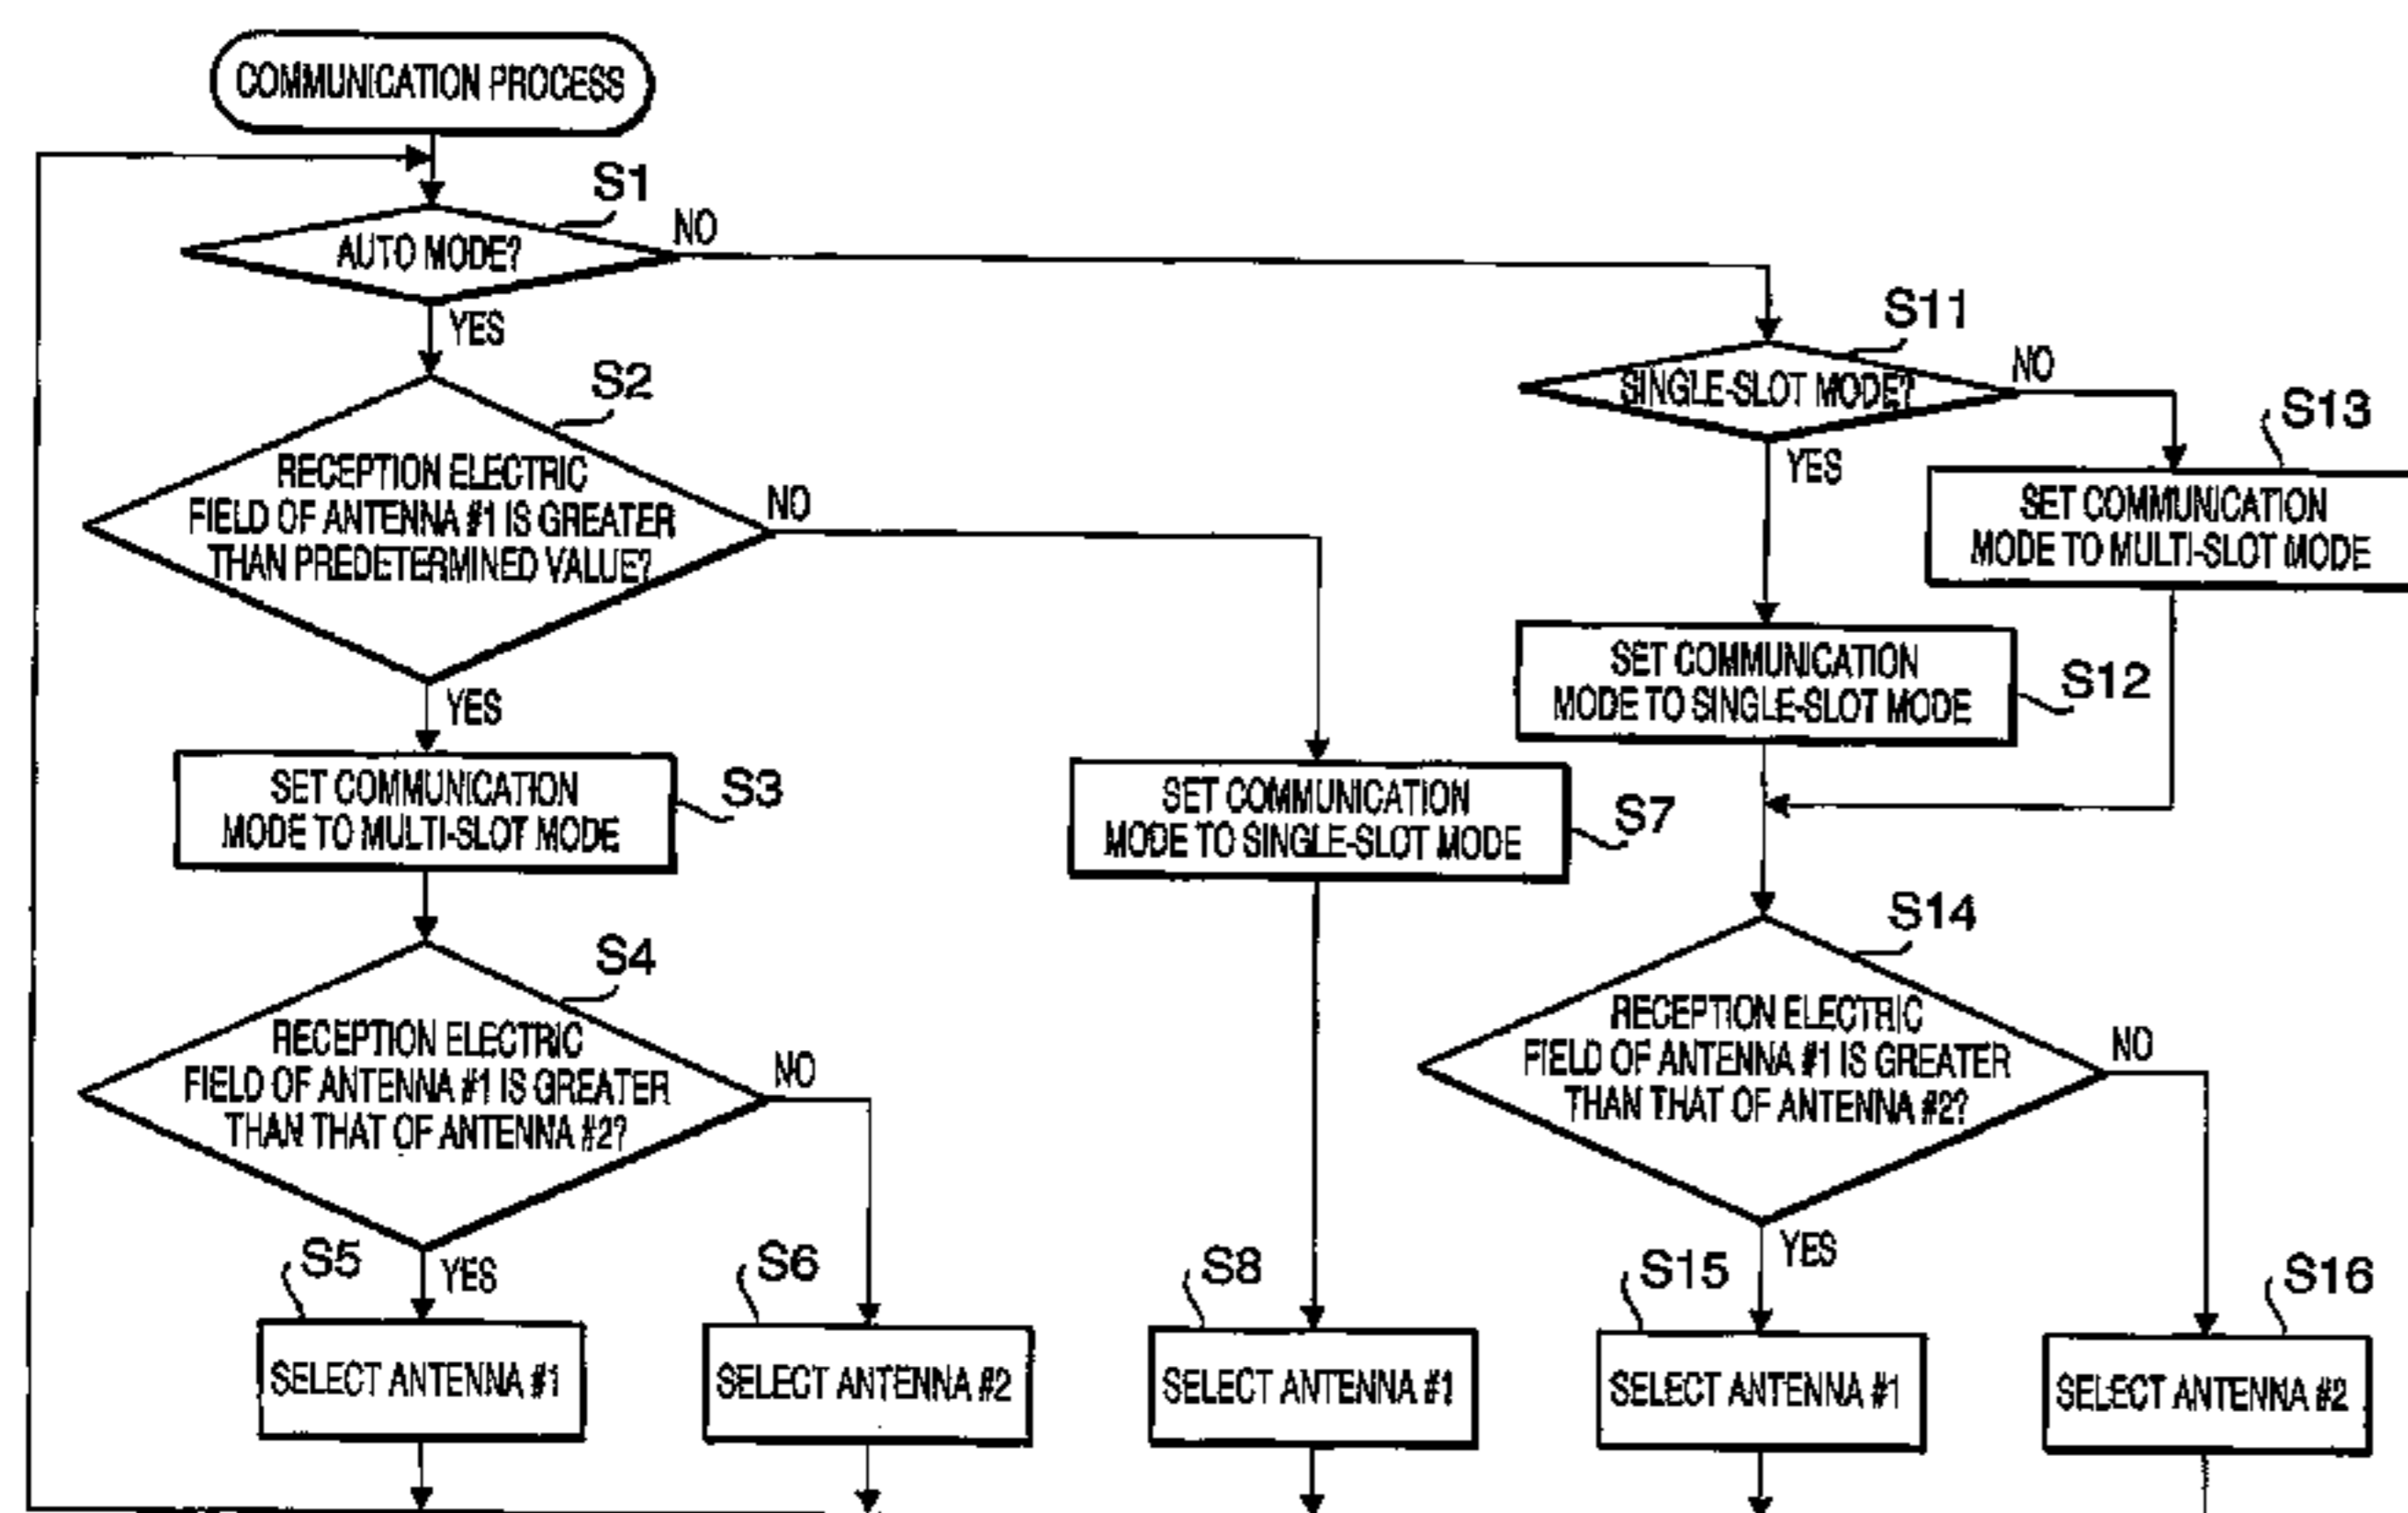 COMMUNICATION PROCESS
S1
AUTO MODE?
NO
YES
S2
RECEPTION ELECTRIC
FIELD OF ANTENNA #1 IS GREATER
THAN PREDETERMINED VALUE?
NO
YES
SET COMMUNICATION
MODE TO MULTI-SLOT MODE
S3
S4
RECEPTION ELECTRIC
FIELD OF ANTENNA #1 IS GREATER
THAN THAT OF ANTENNA #2?
NO
YES
S5
SELECT ANTENNA #1
S6
SELECT ANTENNA #2
SET COMMUNICATION
MODE TO SINGLE-SLOT MODE
S7
S8
SELECT ANTENNA #1
S11
SINGLE-SLOT MODE?
NO
YES
S13
SET COMMUNICATION
MODE TO MULTI-SLOT MODE
SET COMMUNICATION
MODE TO SINGLE-SLOT MODE
S12
S14
RECEPTION ELECTRIC
FIELD OF ANTENNA #1 IS GREATER
THAN THAT OF ANTENNA #2?
NO
YES
S15
SELECT ANTENNA #1
S16
SELECT ANTENNA #2